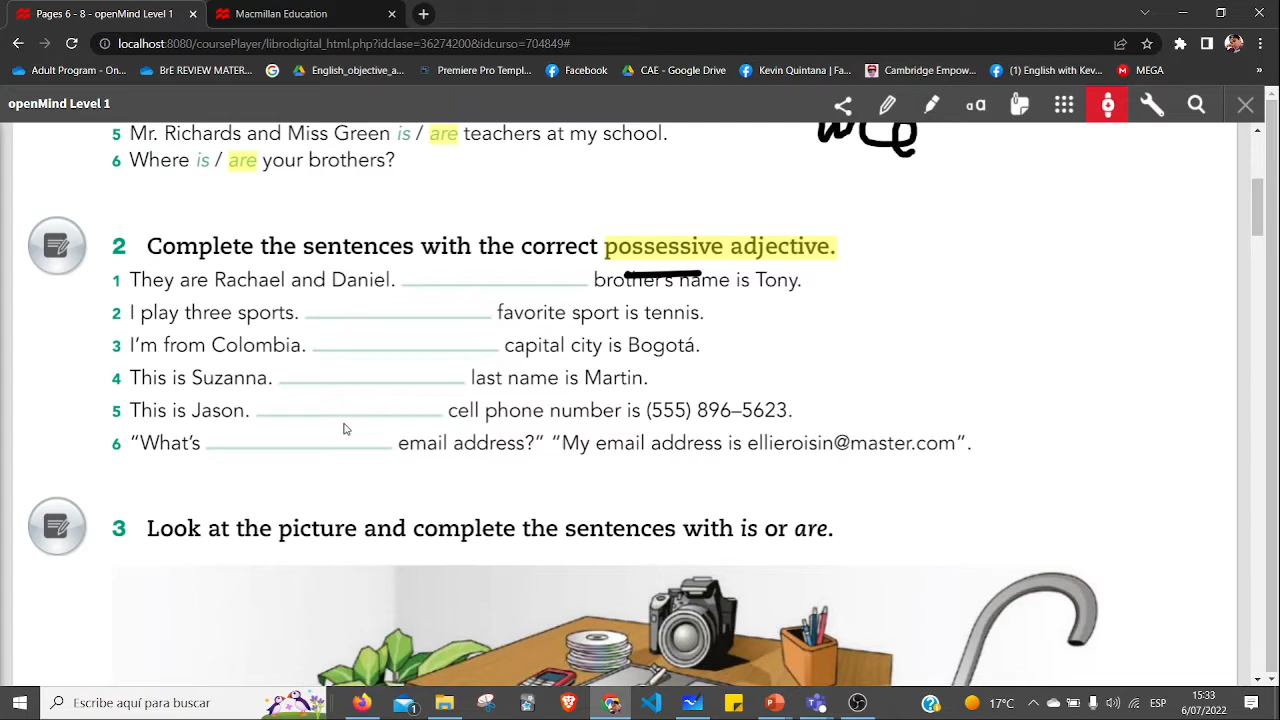 Pages 6 - 8 - openMind Level 1
Macmillan Education
localhost:8080/coursePlayer/librodigital_html.php?idclase=362742008&idcurso=704849#
Adult Program - 8...
BrE REVIEW MATER...
English_objective_a...
Premiere Pro Templ...
Facebook
CAE - Google Drive
Kevin Quintana | Fa...
Cambridge Empow...
(1) English with Kev...
MEGA
»
openMind Level 1
aa
5 Mr. Richards and Miss Green is / are teachers at my school.
6 Where is / are your brothers?
2 Complete the sentences with the correct possessive adjective.
1 They are Rachael and Daniel. brother's name is Tony.
2 I play three sports. favorite sport is tennis.
3 I'm from Colombia. capital city is Bogotá.
4 This is Suzanna. last name is Martin.
5 This is Jason. cell phone number is (555) 896–5623.
6 “What's email address?” “My email address is ellieroisin@master.com”.
3 Look at the picture and complete the sentences with is or are.
Escribe aquí para buscar
17°C
ESP
15:33
6/07/2022